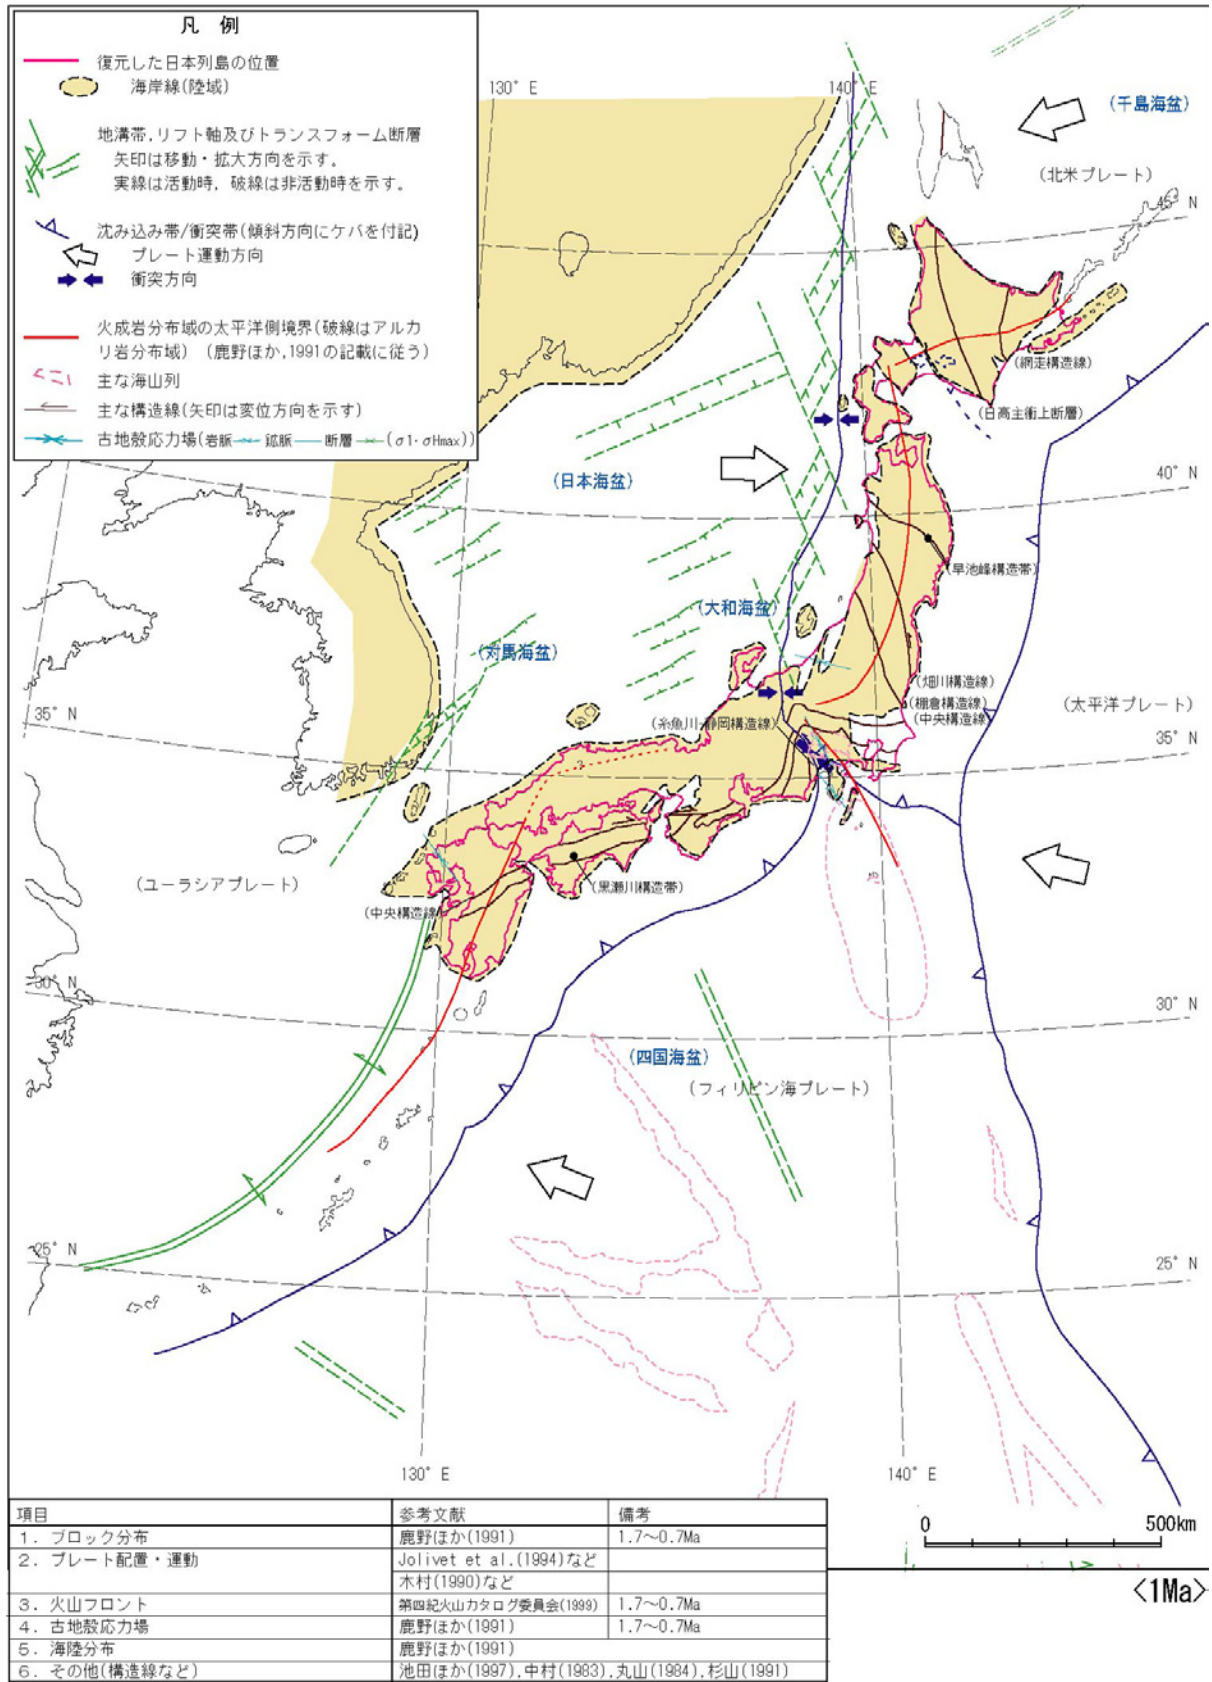 凡 例
復元した日本列島の位置
海岸線(陸域)
地溝帯,リフト軸及びトランスフォーム断層
矢印は移動・拡大方向を示す。
実線は活動時,破線は非活動時を示す。
沈み込み帯/衝突帯(傾斜方向にケバを付記)
プレート運動方向
衝突方向
火成岩分布域の太平洋側境界(破線はアルカ
リ岩分布域) (鹿野ほか,1991の記載に従う)
主な海山列
主な構造線(矢印は変位方向を示す)
古地殻応力場(岩脈 鉱脈 断層 (σ1・σHmax))
130° E
140° E
(千島海盆)
(北米プレート)
45° N
(網走構造線)
(日高主衝上断層)
(日本海盆)
40° N
(早池峰構造帯)
(大和海盆)
(対馬海盆)
(畑川構造線)
(棚倉構造線)
(中央構造線)
(太平洋プレート)
35° N
(糸魚川-静岡構造線)
35° N
(ユーラシアプレート)
(黒瀬川構造帯)
(中央構造線)
30° N
30° N
(四国海盆)
(フィリピン海プレート)
25° N
25° N
130° E
140° E
0 500km
<1Ma>
項目 参考文献 備考
1. ブロック分布 鹿野ほか(1991) 1.7～0.7Ma
2. プレート配置・運動 Jolivet et al.(1994)など
木村(1990)など
3. 火山フロント 第四紀火山カタログ委員会(1999) 1.7～0.7Ma
4. 古地殻応力場 鹿野ほか(1991) 1.7～0.7Ma
5. 海陸分布 鹿野ほか(1991)
6. その他(構造線など) 池田ほか(1997),中村(1983),丸山(1984),杉山(1991)